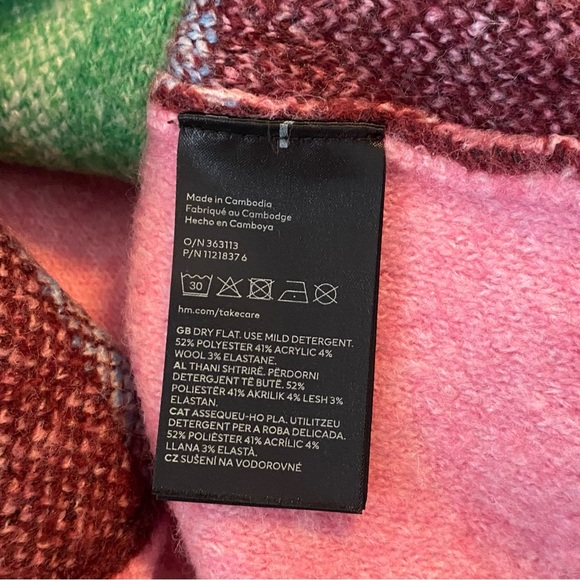 Made in Cambodia
Fabriqué au Cambodge
Hecho en Camboya
O/N 363113
P/N 1121837 6
30
hm.com/takecare
GB DRY FLAT. USE MILD DETERGENT.
52% POLYESTER 41% ACRYLIC 4%
WOOL 3% ELASTANE.
AL THANI SHTRIRË. PËRDORNI
DETERGJENT TË BUTË. 52%
POLIESTËR 41% AKRILIK 4% LESH 3%
ELASTAN.
CAT ASSEQUEU-HO PLA. UTILITZEU
DETERGENT PER A ROBA DELICADA.
52% POLIÈSTER 41% ACRÍLIC 4%
LLANA 3% ELASTÀ.
CZ SUŠENÍ NA VODOROVNÉ